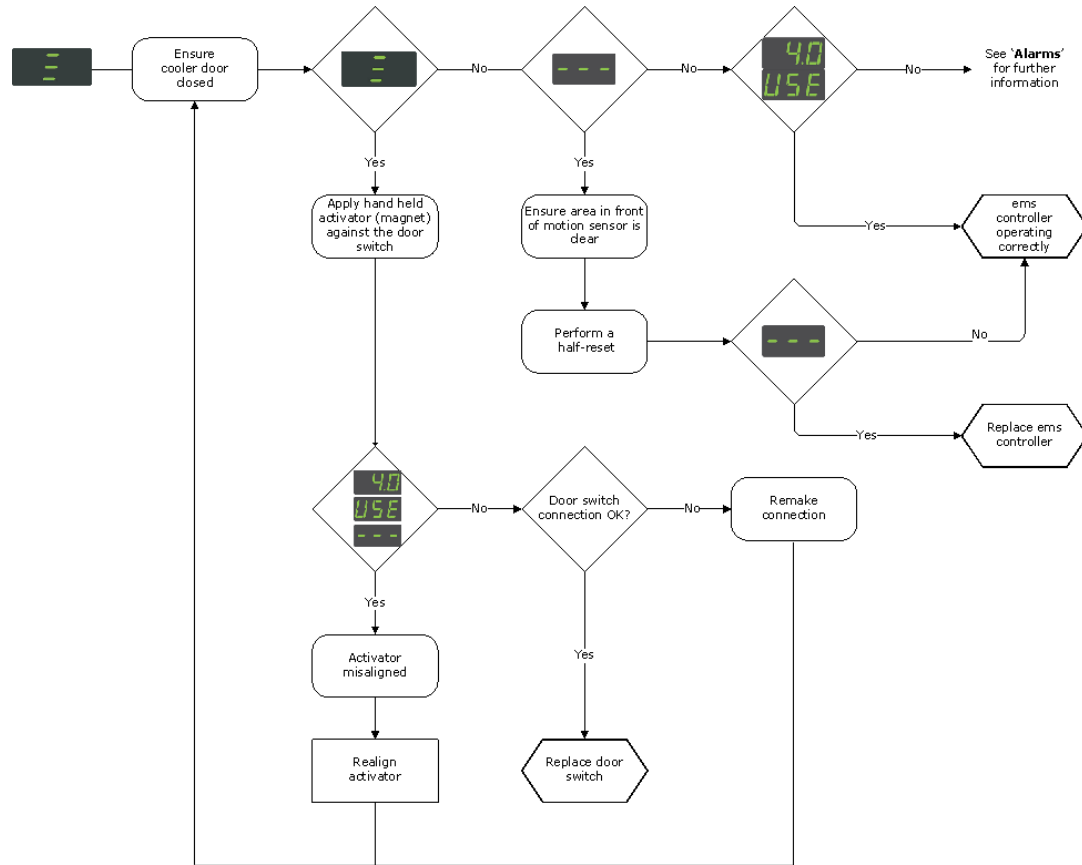 Ensure
cooler door
closed
No
- - -
No
4.0
USE
No
See 'Alarms'
for further
information
Yes
Yes
Apply hand held
activator (magnet)
against the door
switch
Ensure area in front
of motion sensor is
clear
Yes
ems
controller
operating
correctly
Perform a
half-reset
- - -
No
Yes
Replace ems
controller
4.0
USE
- - -
No
Door switch
connection OK?
No
Remake
connection
Yes
Activator
misaligned
Yes
Realign
activator
Replace door
switch